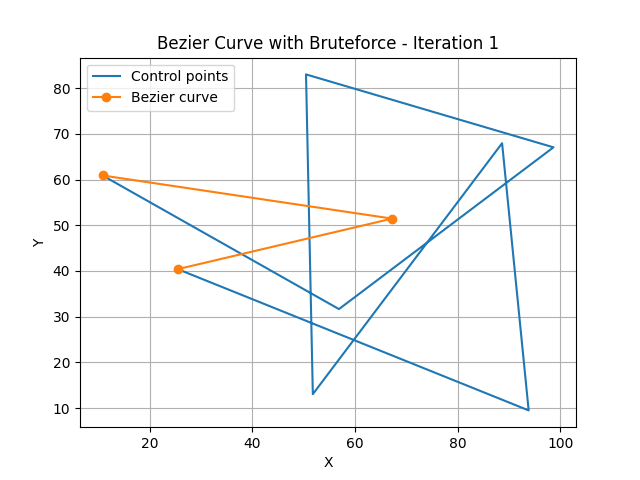 Bezier Curve with Bruteforce - Iteration 1
Control points
Bezier curve
80
70
60
50
40
30
20
10
Y
20 40 60 80 100
X